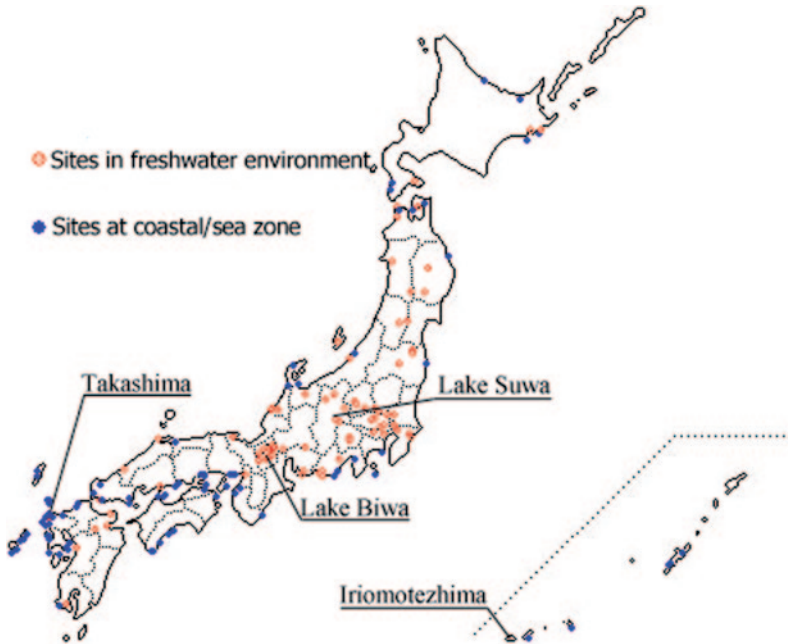 Sites in freshwater environment
Sites at coastal/sea zone
Takashima
Lake Suwa
Lake Biwa
Iriomotezhima